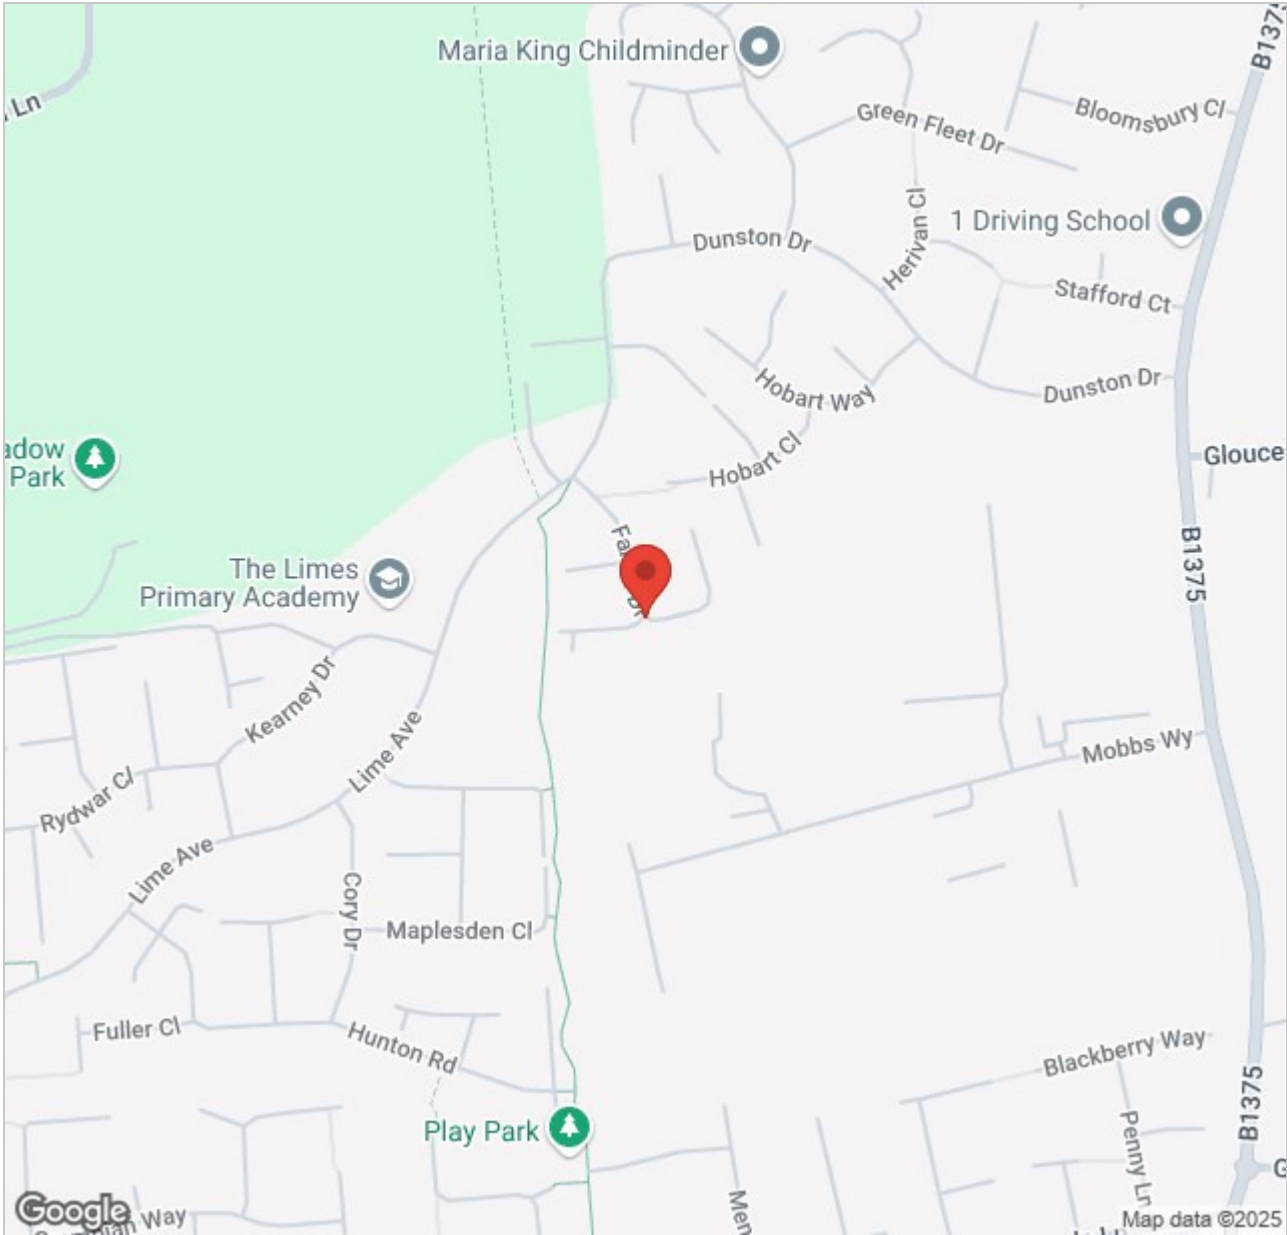 Maria King Childminder
B1375
Ln
Green Fleet Dr
Bloomsbury Cl
1 Driving School
Herivan Cl
Dunston Dr
Stafford Ct
Hobart Way
Dunston Dr
Hobart Cl
Park
B1375
The Limes
Primary Academy
Kearney Dr
Lime Ave
Mobbs Wy
Rydwar Cl
Lime Ave
Cory Dr
Maplesden Cl
Fuller Cl
Hunton Rd
Blackberry Way
B1375
Play Park
Penny Ln
Google
Way
Map data ©2025